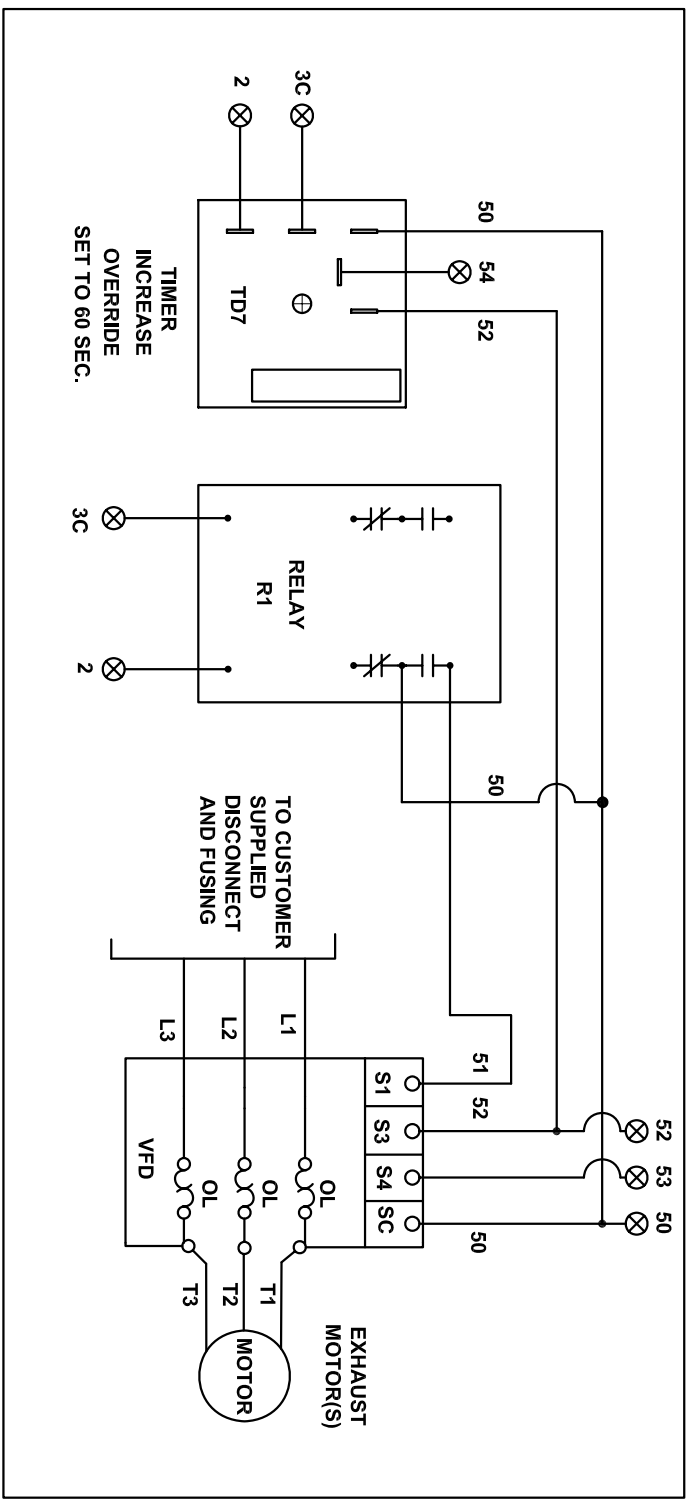 50
52
53
50
54
52
50
51
52
50
3C
2
TD7
TIMER
INCREASE
OVERRIDE
SET TO 60 SEC.
RELAY
R1
3C
2
TO CUSTOMER
SUPPLIED
DISCONNECT
AND FUSING
S1
S3
S4
SC
L1
L2
L3
OL
OL
OL
VFD
T1
T2
T3
EXHAUST
MOTOR(S)
MOTOR